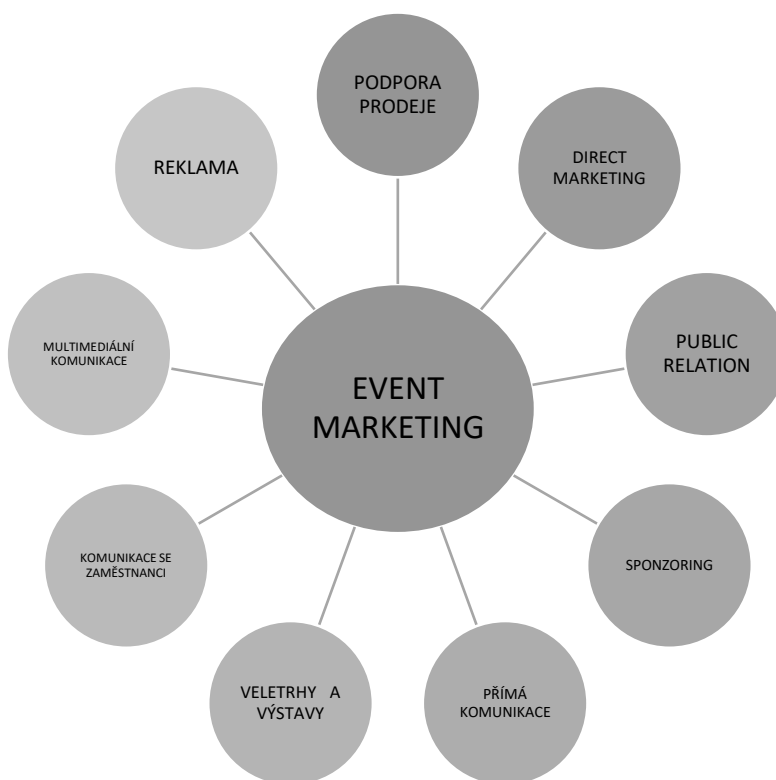 PODPORA
PRODEJE
DIRECT
MARKETING
PUBLIC
RELATION
SPONZORING
PŘÍMÁ
KOMUNIKACE
VELETRHY A
VÝSTAVY
KOMUNIKACE SE
ZAMĚSTNANCI
MULTIMEDIÁLNÍ
KOMUNIKACE
REKLAMA
EVENT
MARKETING